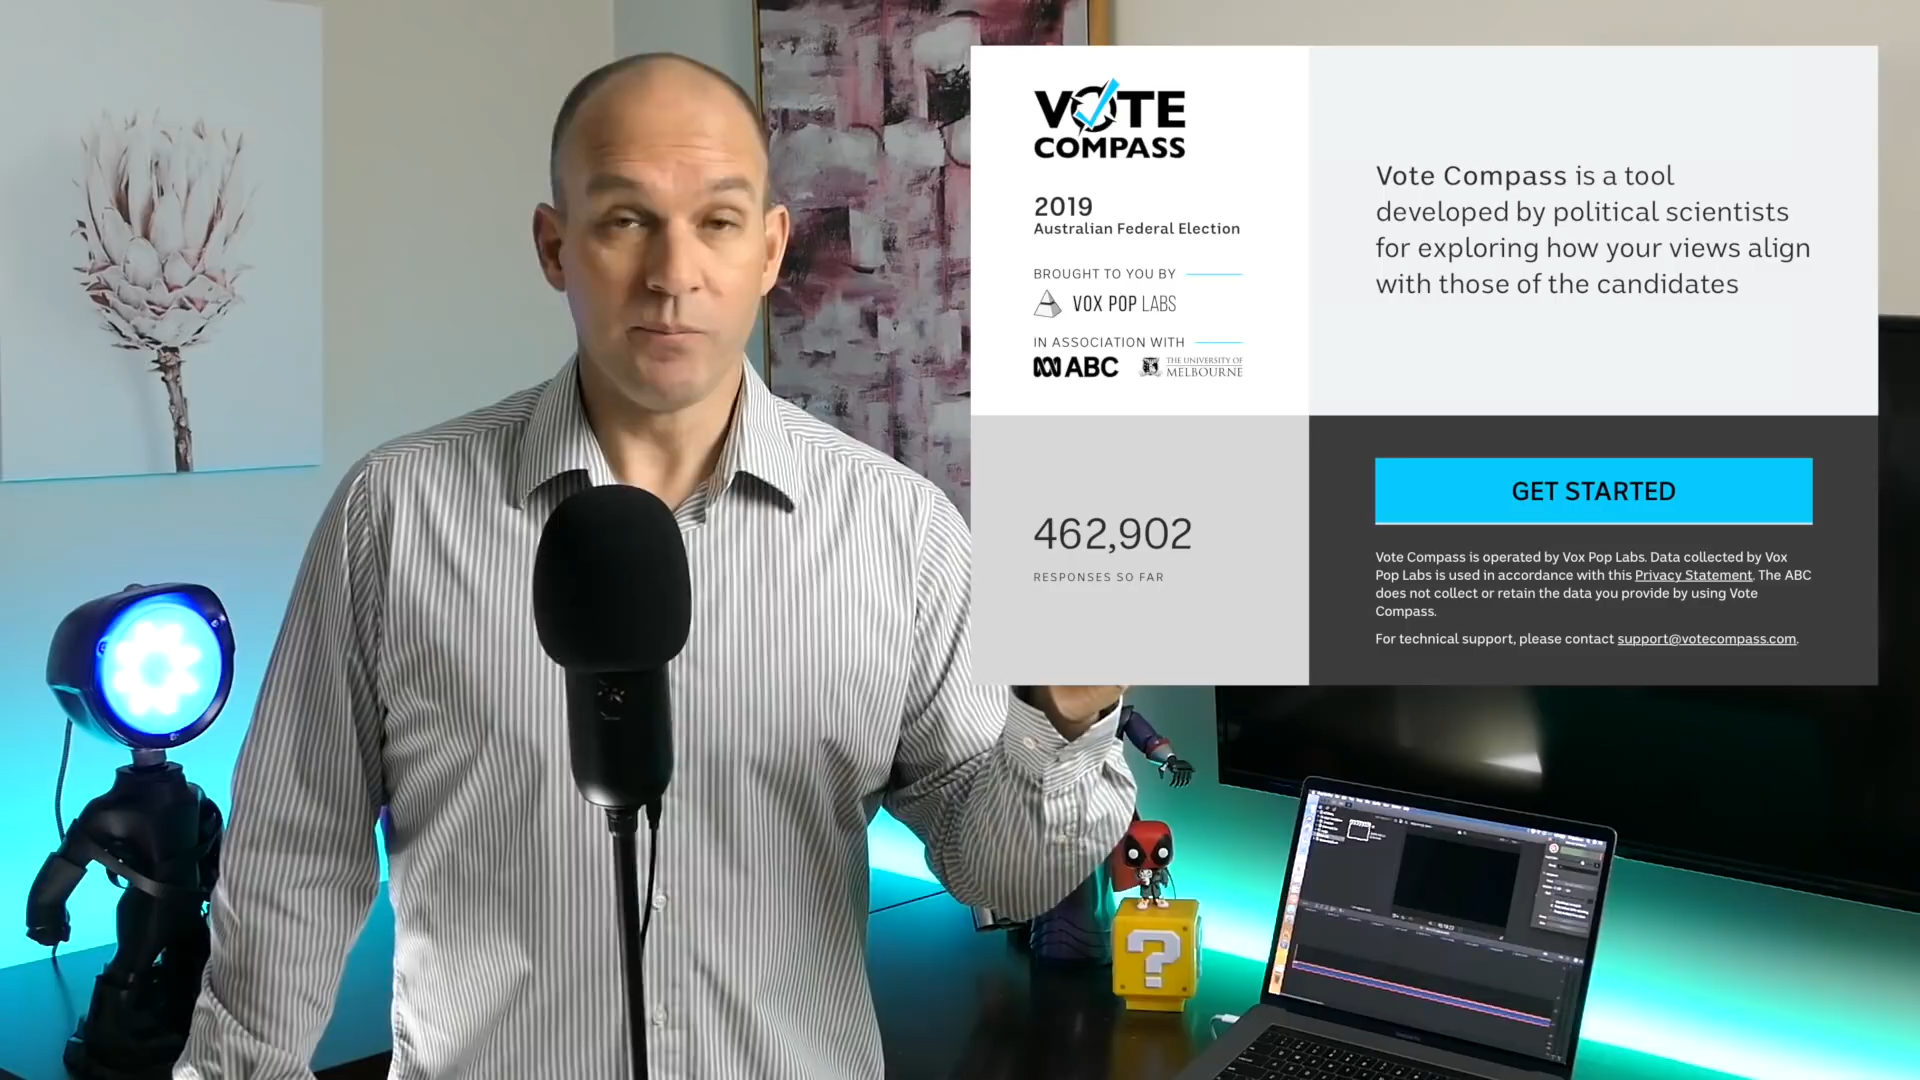 VOTE
COMPASS
2019
Australian Federal Election
BROUGHT TO YOU BY
VOX POP LABS
IN ASSOCIATION WITH
ABC
THE UNIVERSITY OF
MELBOURNE
Vote Compass is a tool
developed by political scientists
for exploring how your views align
with those of the candidates
462,902
RESPONSES SO FAR
GET STARTED
Vote Compass is operated by Vox Pop Labs. Data collected by Vox
Pop Labs is used in accordance with this Privacy Statement. The ABC
does not collect or retain the data you provide by using Vote
Compass.
For technical support, please contact support@votecompass.com.
?